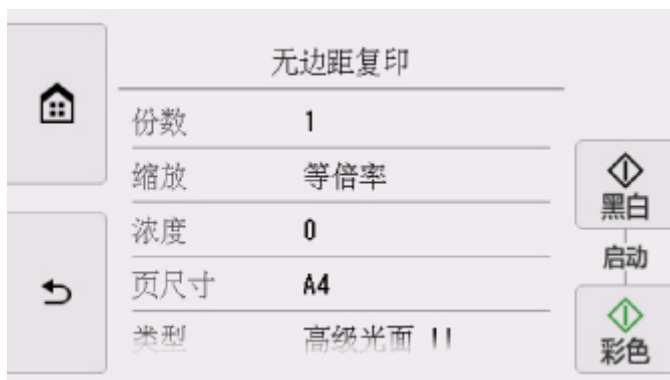 无边距复印
份数 1
缩放 等倍率
浓度 0
页尺寸 A4
类型 高级光面 II
黑白
启动
彩色